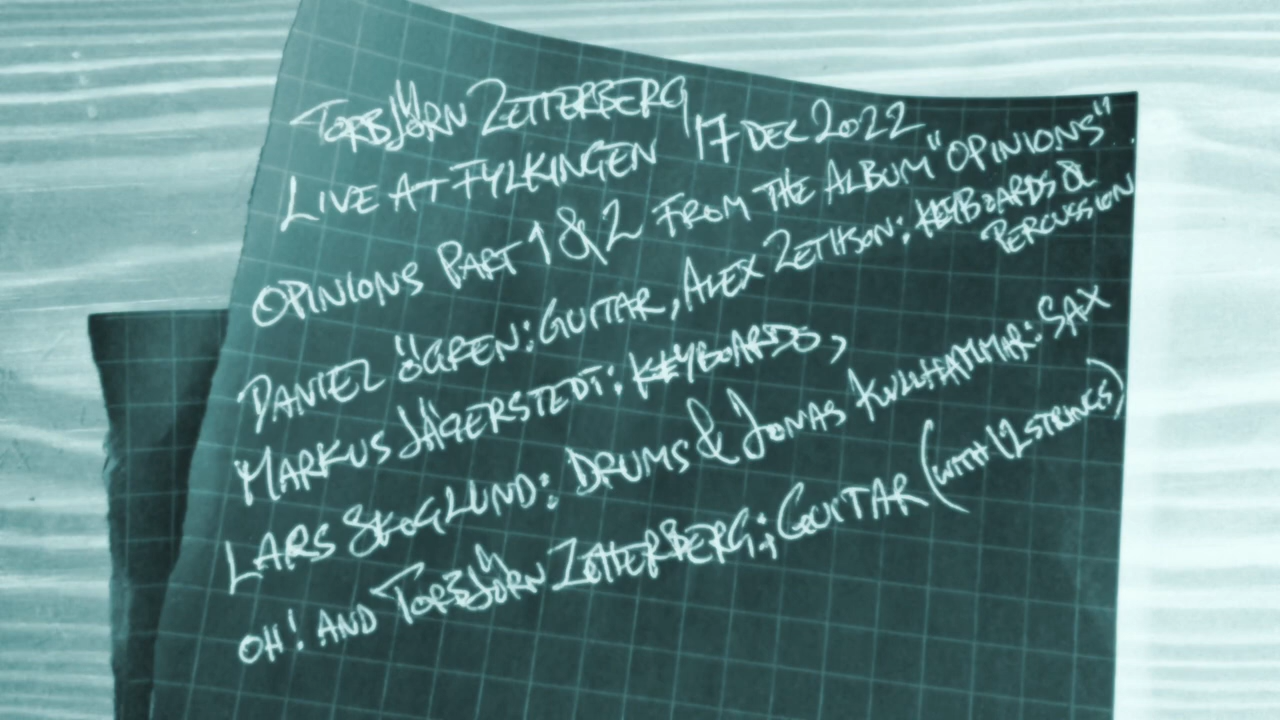 TORBJÖRN ZETTERBERG
LIVE AT FYLKINGEN 17 DEC 2022
OPINIONS PART 1 & 2 FROM THE ALBUM "OPINIONS".
DANIEL ÖGREN: GUITAR, ALEX ZETHSON: KEYBOARDS &
PERCUSSION
MARKUS JÄGERSTEDT: KEYBOARDS,
LARS SKOGLUND: DRUMS & JONAS KULLHAMMAR: SAX
OH! AND TORBJÖRN ZETTERBERG: GUITAR (WITH 12 STRINGS)